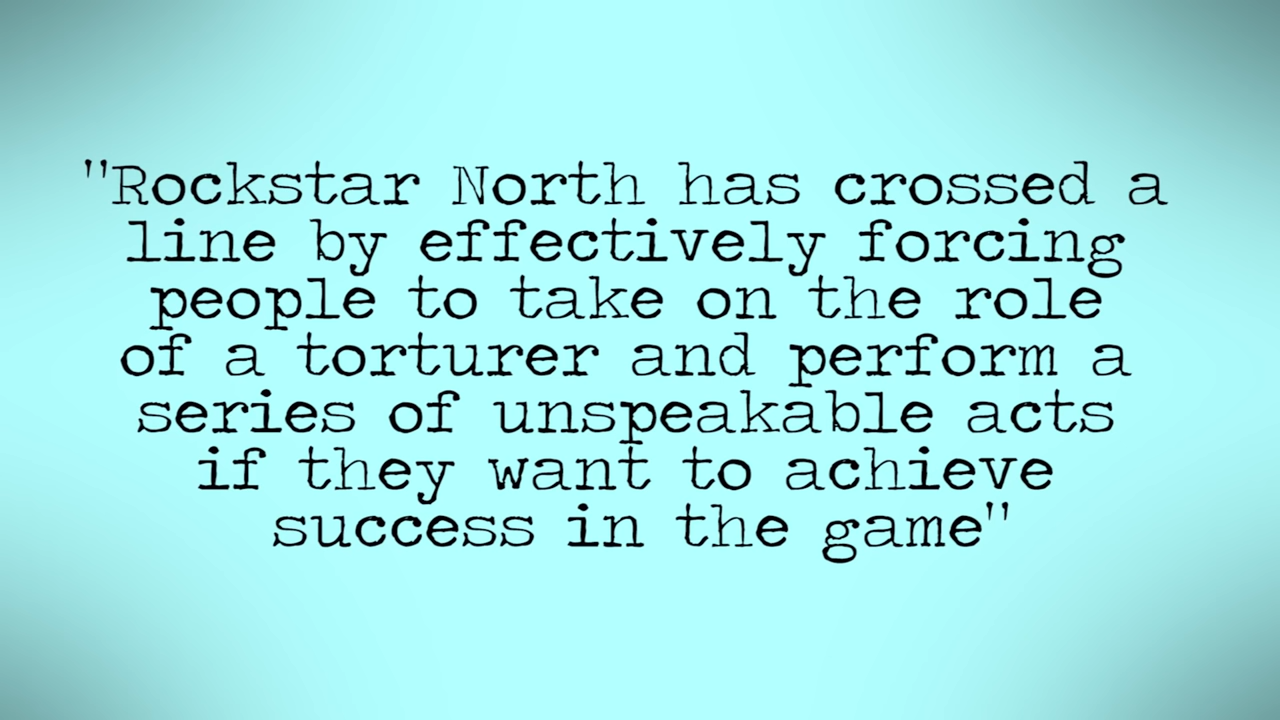 "Rockstar North has crossed a
line by effectively forcing
people to take on the role
of a torturer and perform a
series of unspeakable acts
if they want to achieve
success in the game"